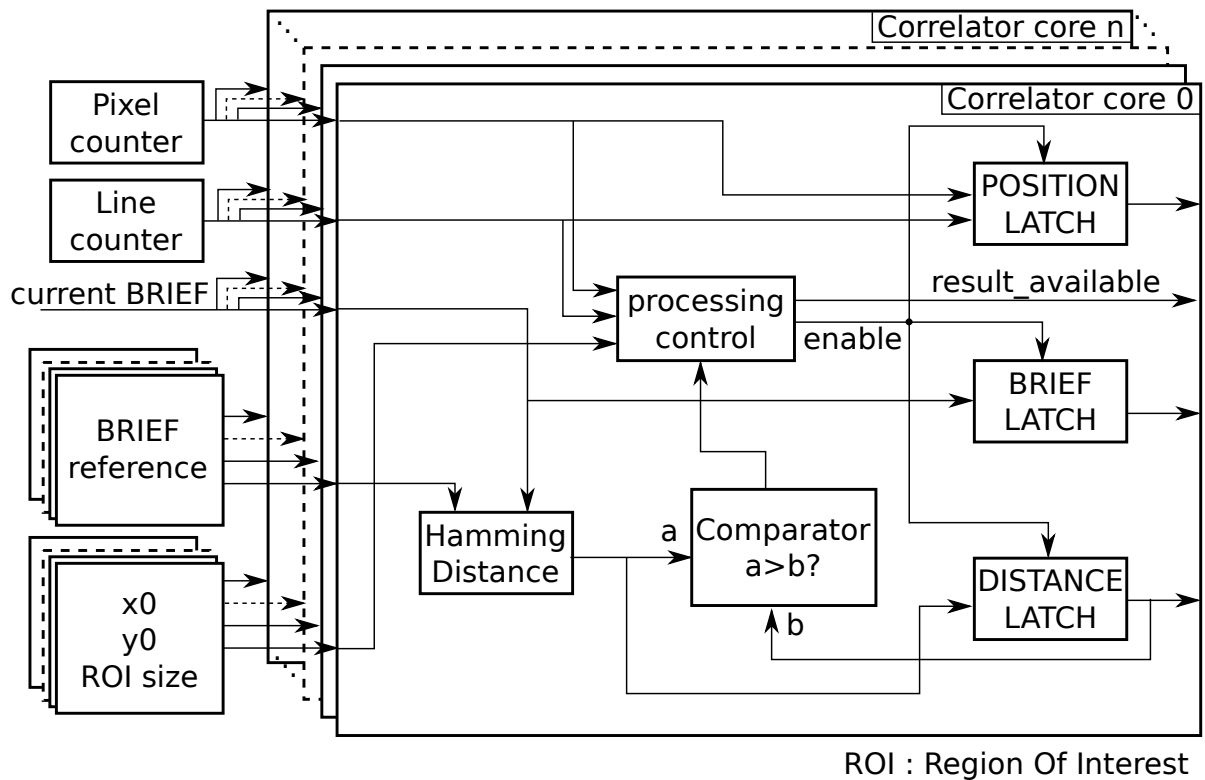 Correlator core n
Correlator core 0
Pixel
counter
Line
counter
current BRIEF
BRIEF
reference
x0
y0
ROI size
POSITION
LATCH
processing
control
result_available
enable
BRIEF
LATCH
Hamming
Distance
a
Comparator
a>b?
b
DISTANCE
LATCH
ROI : Region Of Interest